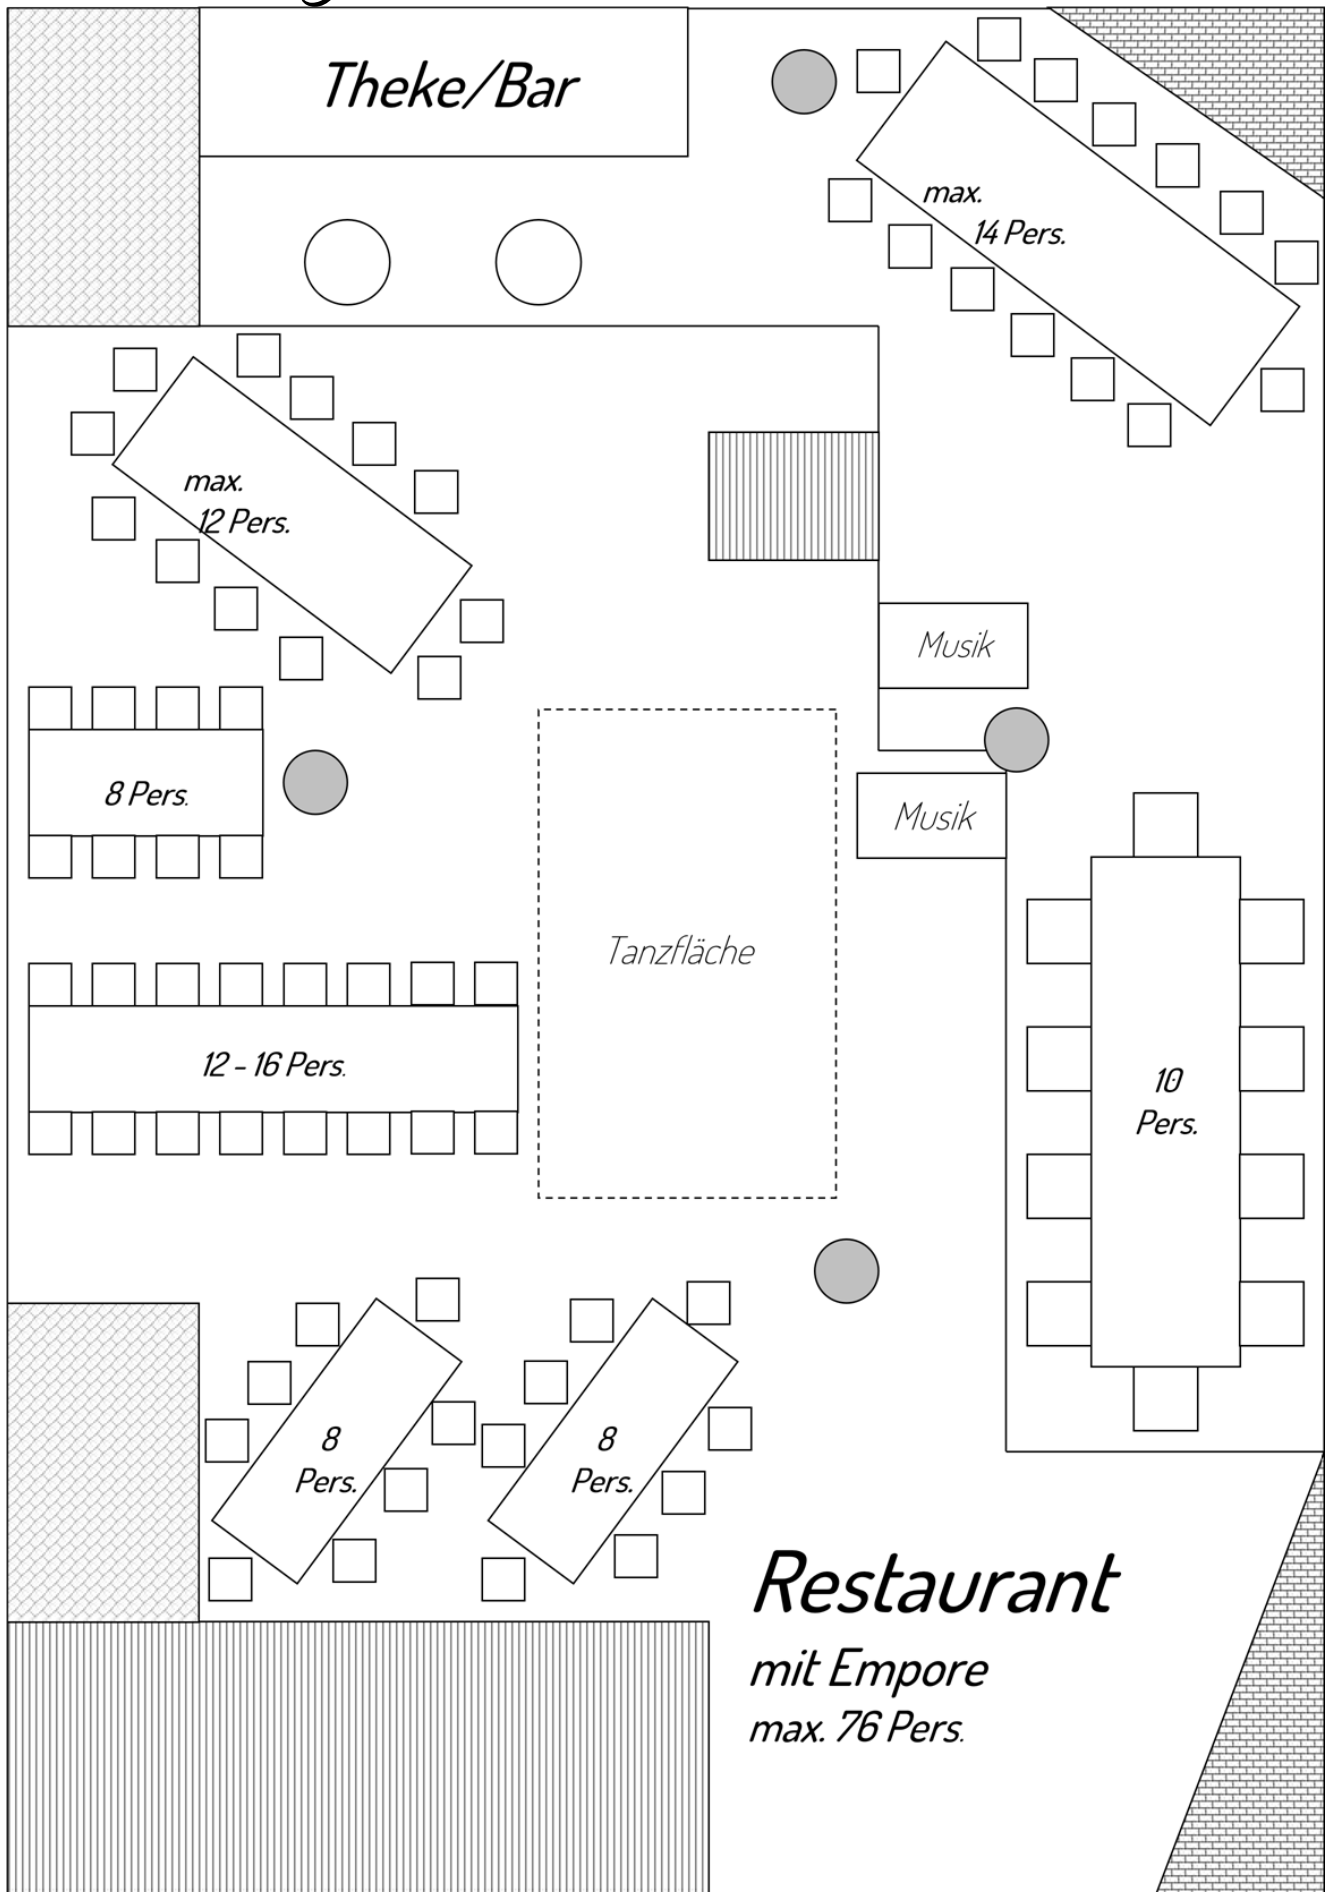 Theke/Bar
max.
14 Pers.
max.
12 Pers.
Musik
8 Pers.
Musik
Tanzfläche
12 - 16 Pers.
10
Pers.
8
Pers.
8
Pers.
Restaurant
mit Empore
max. 76 Pers.